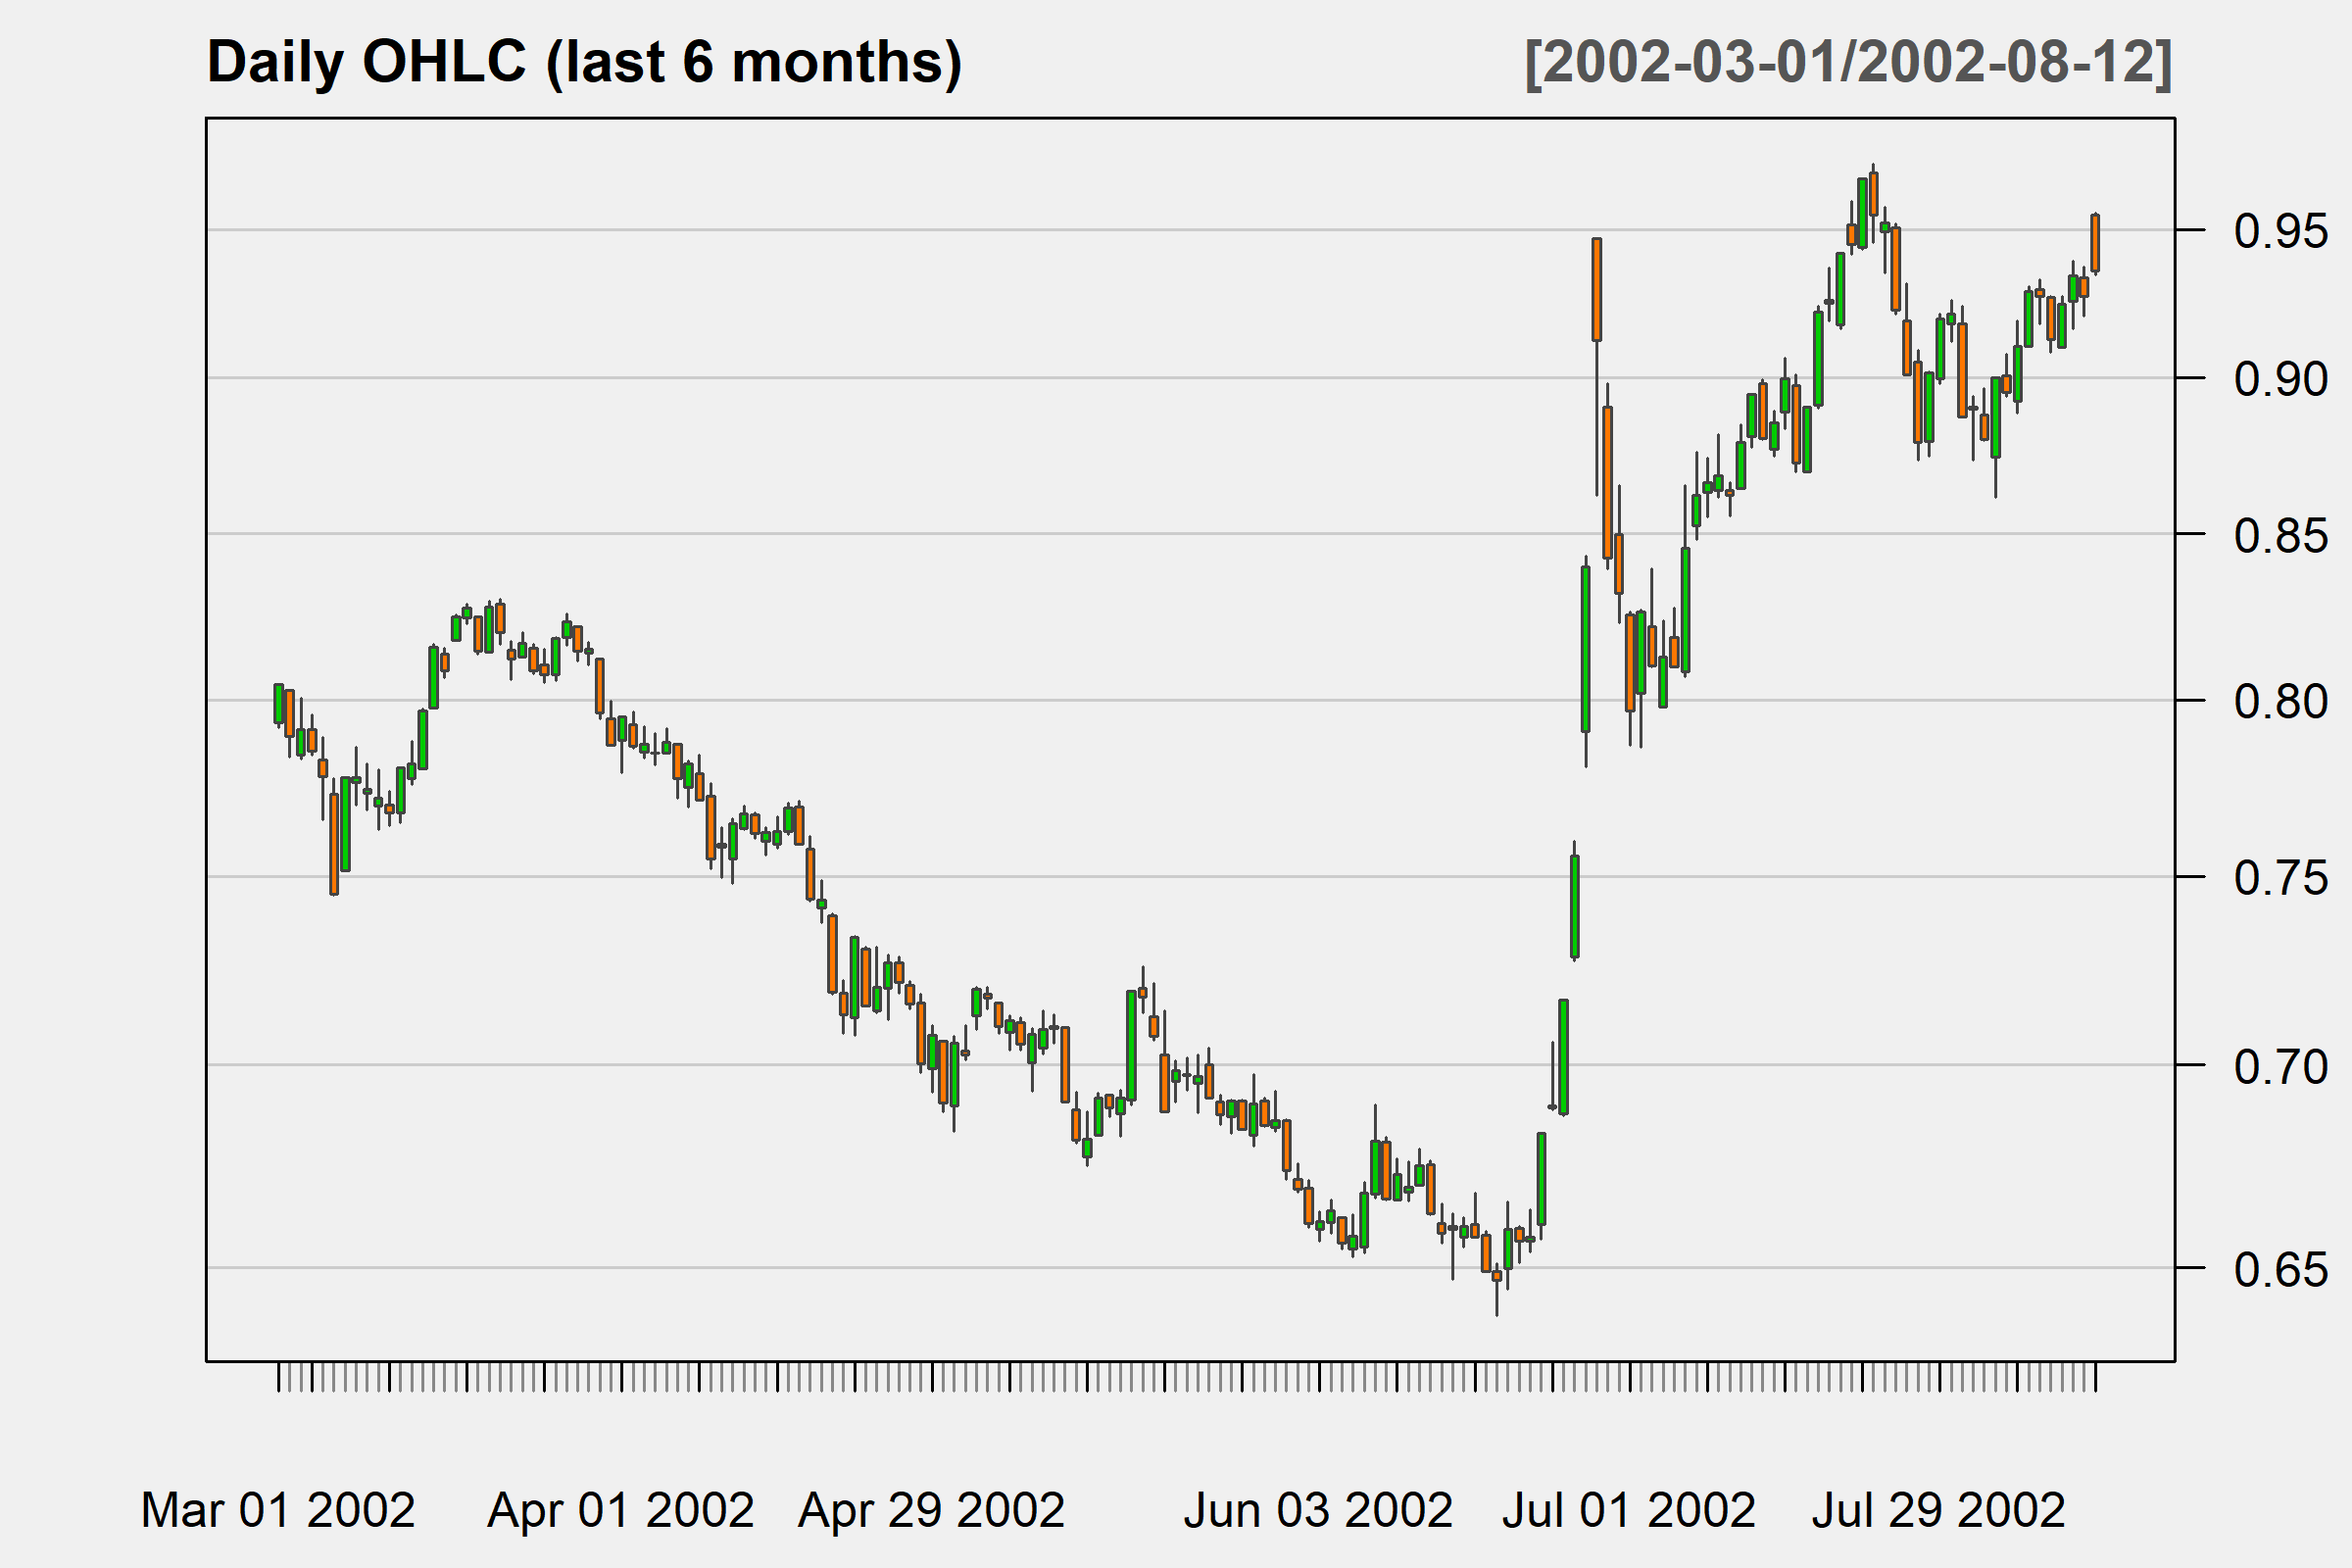 Daily OHLC (last 6 months)
[2002-03-01/2002-08-12]
0.95
0.90
0.85
0.80
0.75
0.70
0.65
Mar 01 2002
Apr 01 2002
Apr 29 2002
Jun 03 2002
Jul 01 2002
Jul 29 2002